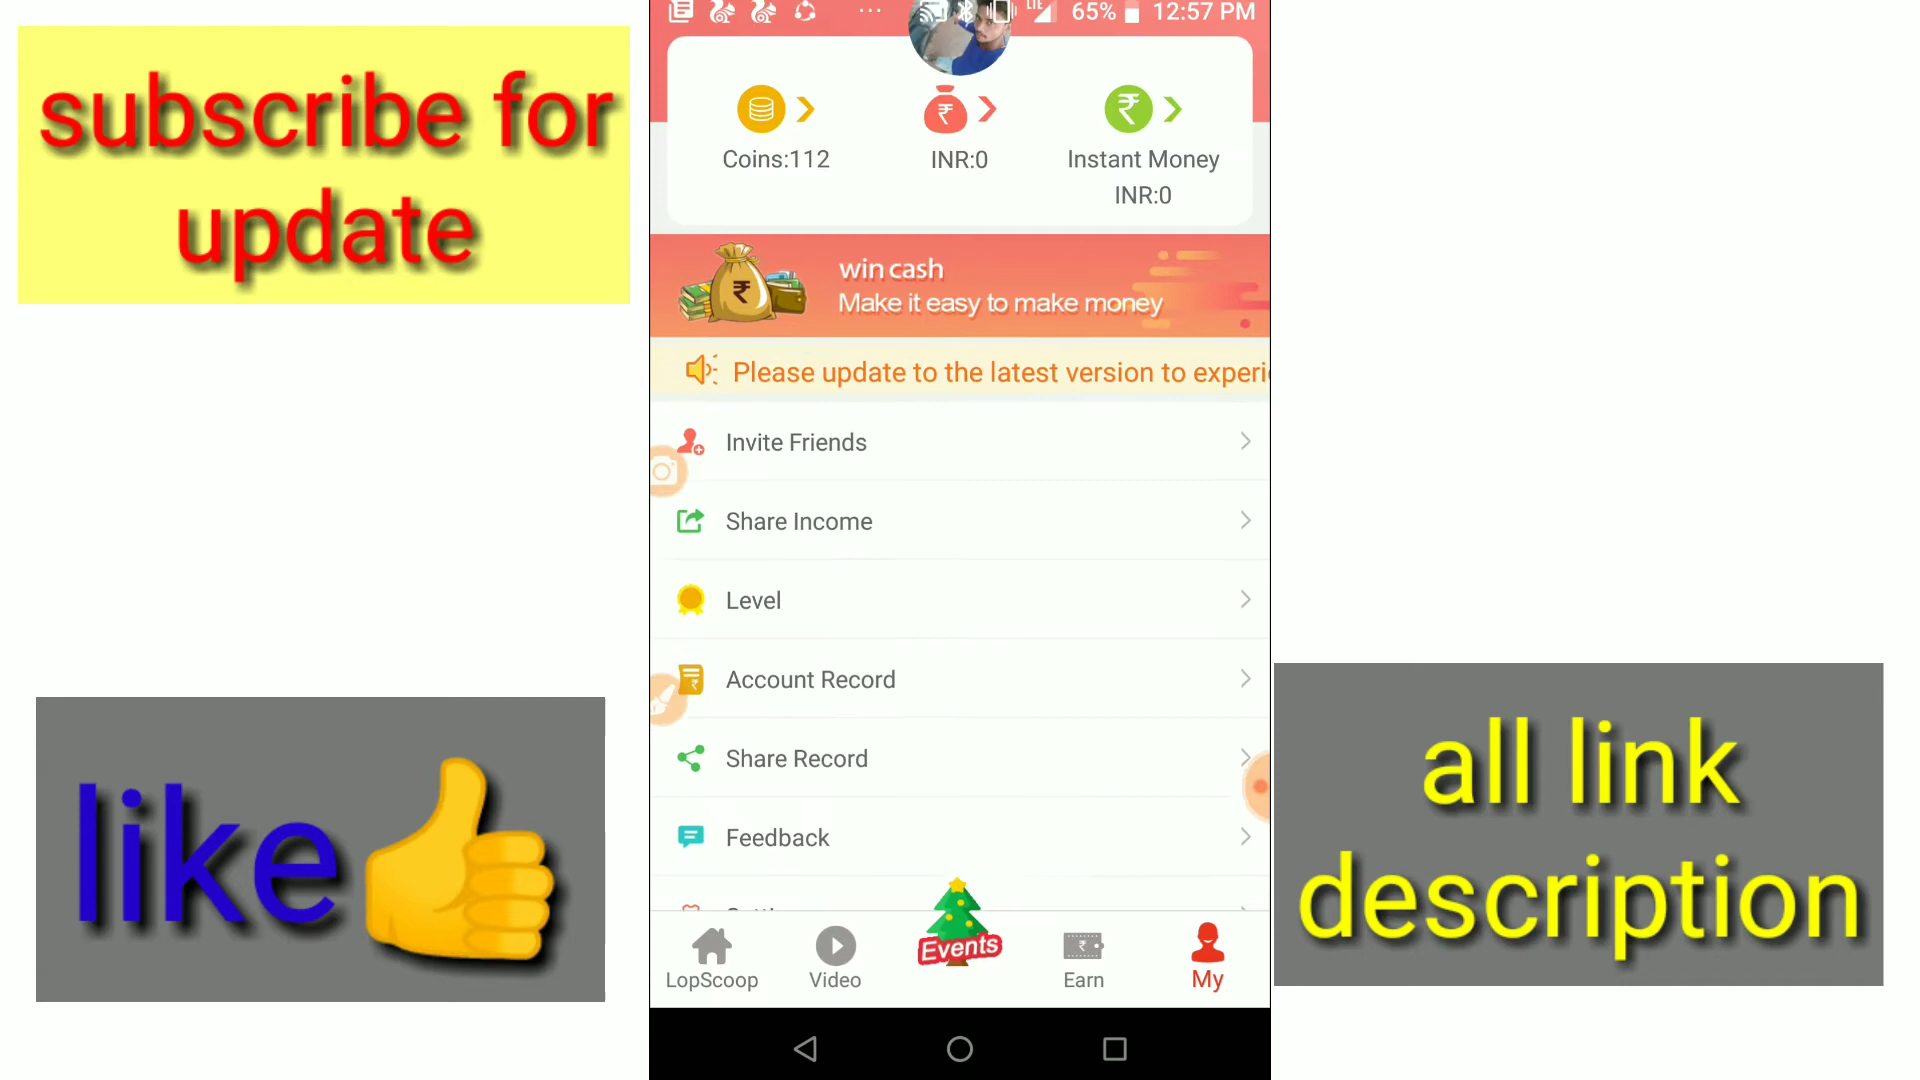 subscribe for
update
LTE
65%
12:57 PM
Coins:112
INR:0
Instant Money
INR:0
win cash
Make it easy to make money
Please update to the latest version to
Invite Friends
Share Income
Level
Account Record
Share Record
Feedback
LopScoop
Video
Events
Earn
My
like👍
all link
description